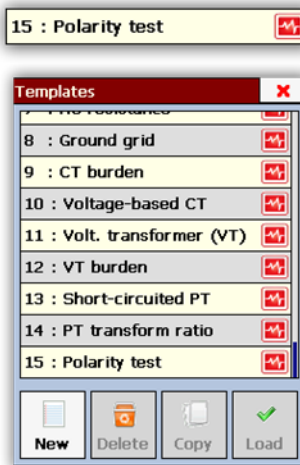 15 : Polarity test
Templates
8 : Ground grid
9 : CT burden
10 : Voltage-based CT
11 : Volt. transformer (VT)
12 : VT burden
13 : Short-circuited PT
14 : PT transform ratio
15 : Polarity test
New Delete Copy Load